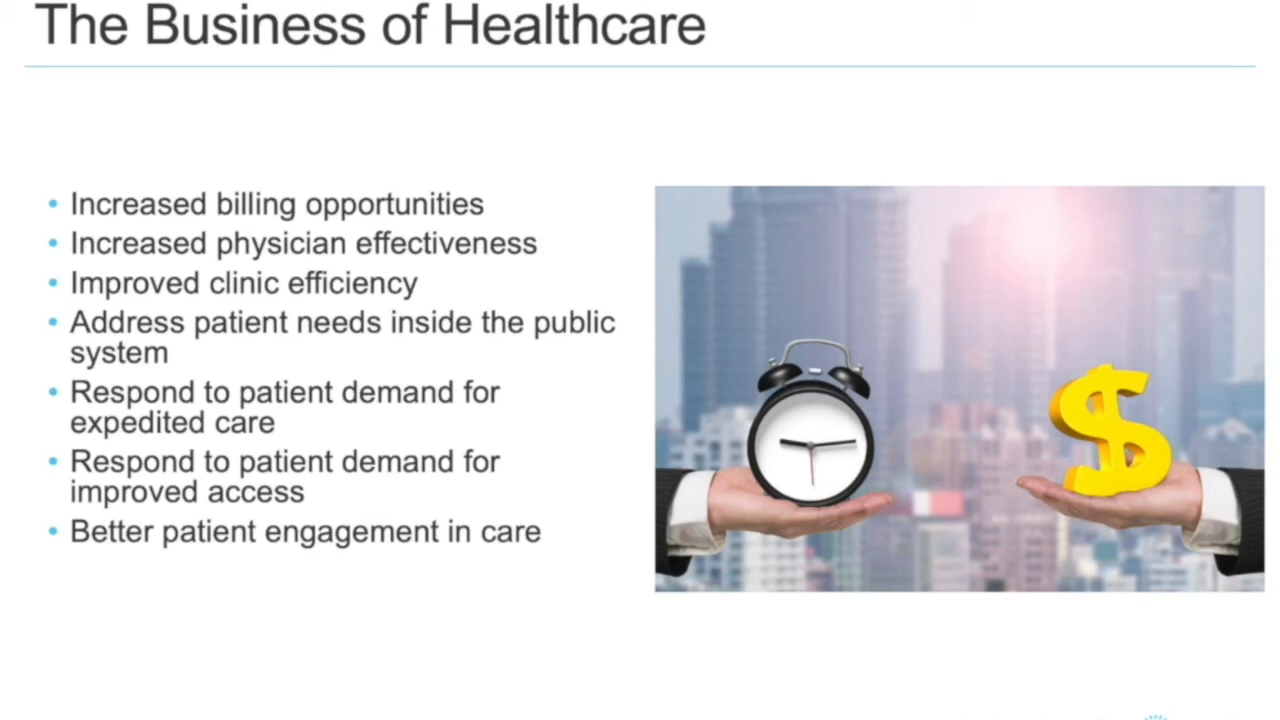 The Business of Healthcare
• Increased billing opportunities
• Increased physician effectiveness
• Improved clinic efficiency
• Address patient needs inside the public
system
• Respond to patient demand for
expedited care
• Respond to patient demand for
improved access
• Better patient engagement in care